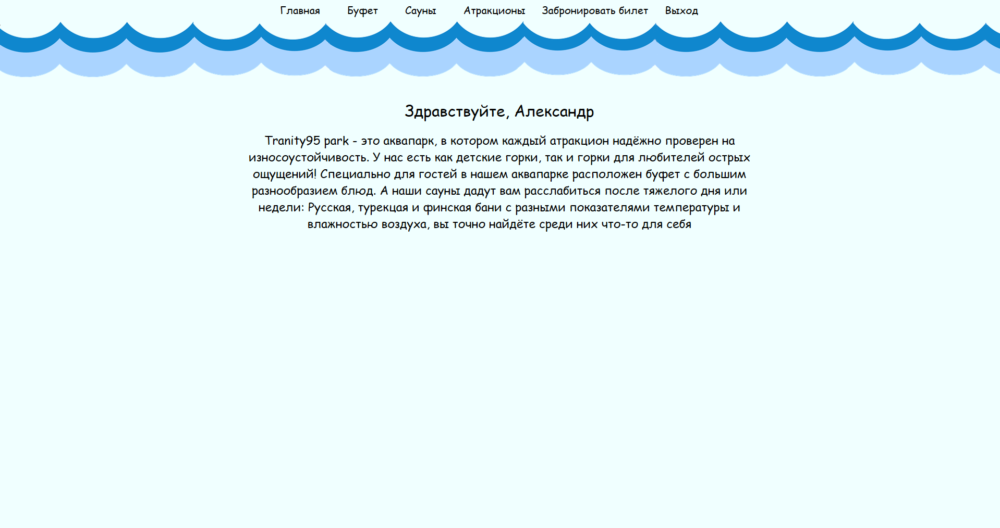 Главная Буфет Сауны Атракционы Забронировать билет Выход
Здравствуйте, Александр
Tranity95 park - это аквапарк, в котором каждый атракцион надёжно проверен на
износоустойчивость. У нас есть как детские горки, так и горки для любителей острых
ощущений! Специально для гостей в нашем аквапарке расположен буфет с большим
разнообразием блюд. А наши сауны дадут вам расслабиться после тяжелого дня или
недели: Русская, турекцая и финская бани с разными показателями температуры и
влажностью воздуха, вы точно найдёте среди них что-то для себя